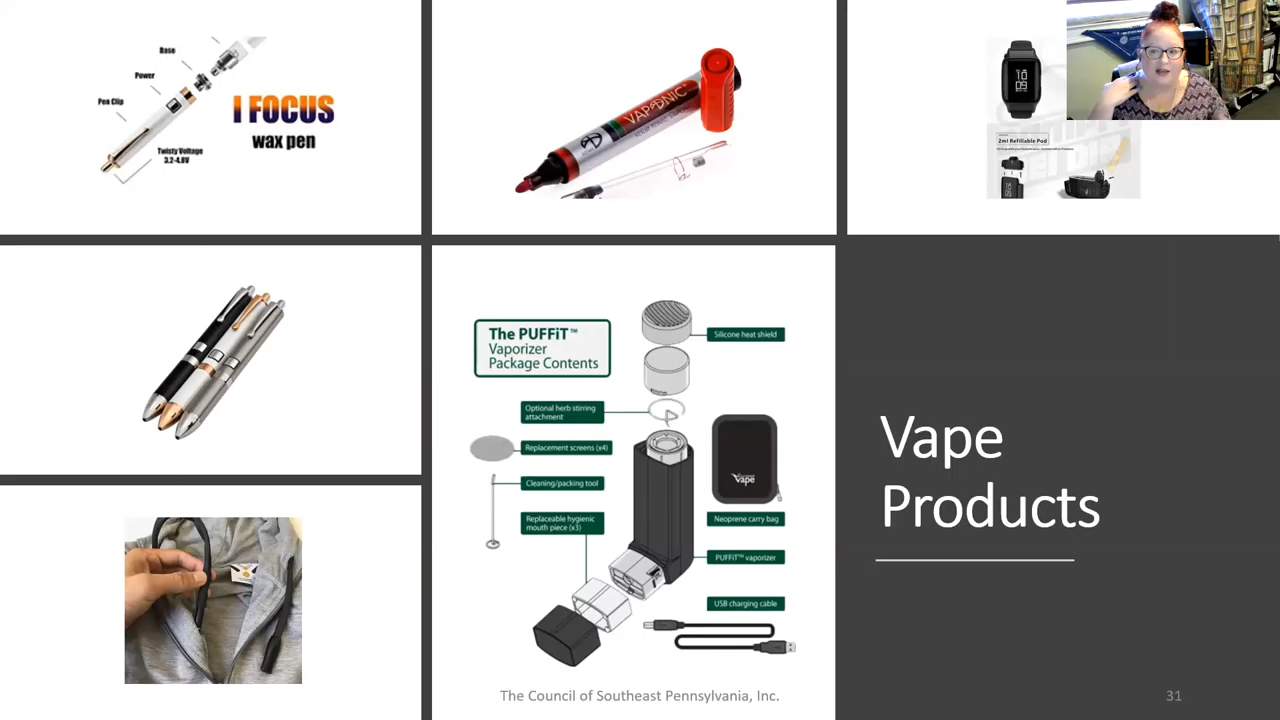 Base
Power
Pen Clip
Twisty Voltage
3.2-4.8V
I FOCUS
wax pen
VAPONIC
10
09
2ml Refillable Pod
The PUFFiT™
Vaporizer
Package Contents
Silicone heat shield
Optional herb stirring
attachment
Replacement screens (x4)
Cleaning/packing tool
Replaceable hygienic
mouth piece (x3)
Vape
Neoprene carry bag
PUFFiT™ vaporizer
USB charging cable
Vape
Products
The Council of Southeast Pennsylvania, Inc.
31